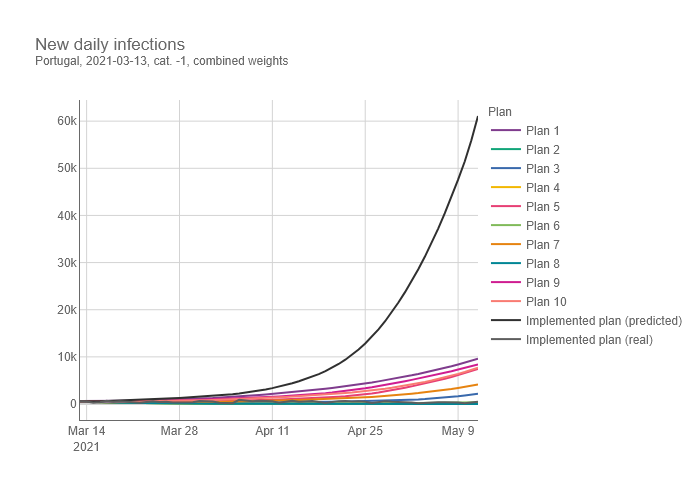 New daily infections
Portugal, 2021-03-13, cat. -1, combined weights
60k
50k
40k
30k
20k
10k
0
Mar 14
2021
Mar 28
Apr 11
Apr 25
May 9
Plan
Plan 1
Plan 2
Plan 3
Plan 4
Plan 5
Plan 6
Plan 7
Plan 8
Plan 9
Plan 10
Implemented plan (predicted)
Implemented plan (real)